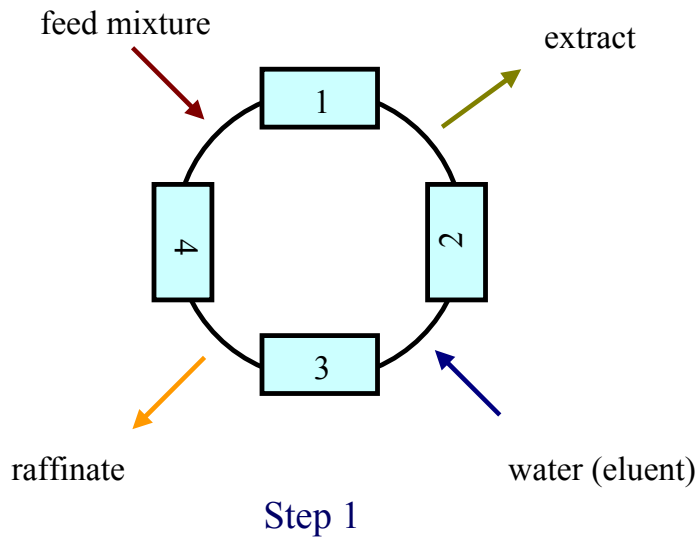 feed mixture
extract
1
4
2
3
raffinate
water (eluent)
Step 1